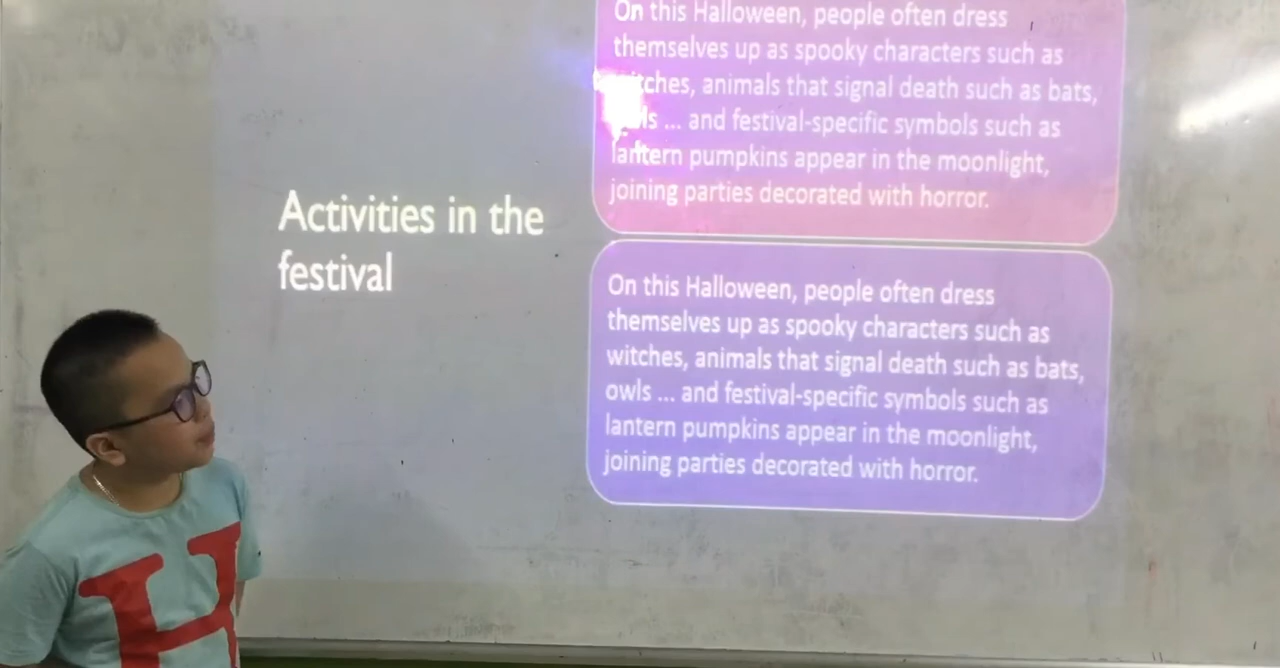 Activities in the
festival
On this Halloween, people often dress
themselves up as spooky characters such as
animals that signal death such as bats,
... and festival-specific symbols such as
lantern pumpkins appear in the moonlight,
joining parties decorated with horror.
On this Halloween, people often dress
themselves up as spooky characters such as
witches, animals that signal death such as bats,
owls ... and festival-specific symbols such as
lantern pumpkins appear in the moonlight,
joining parties decorated with horror.
H